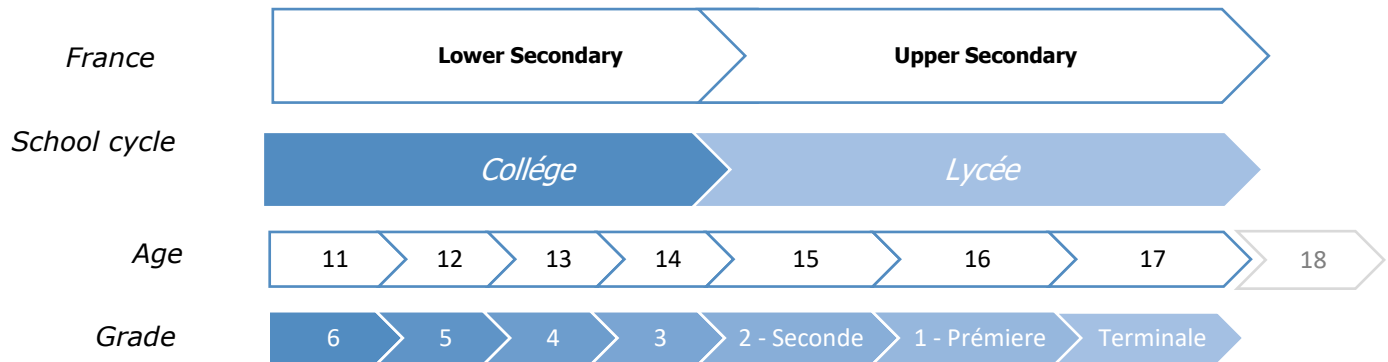 France Lower Secondary Upper Secondary
School cycle Collége Lycée
Age 11 12 13 14 15 16 17 18
Grade 6 5 4 3 2 - Seconde 1 - Prémiere Terminale